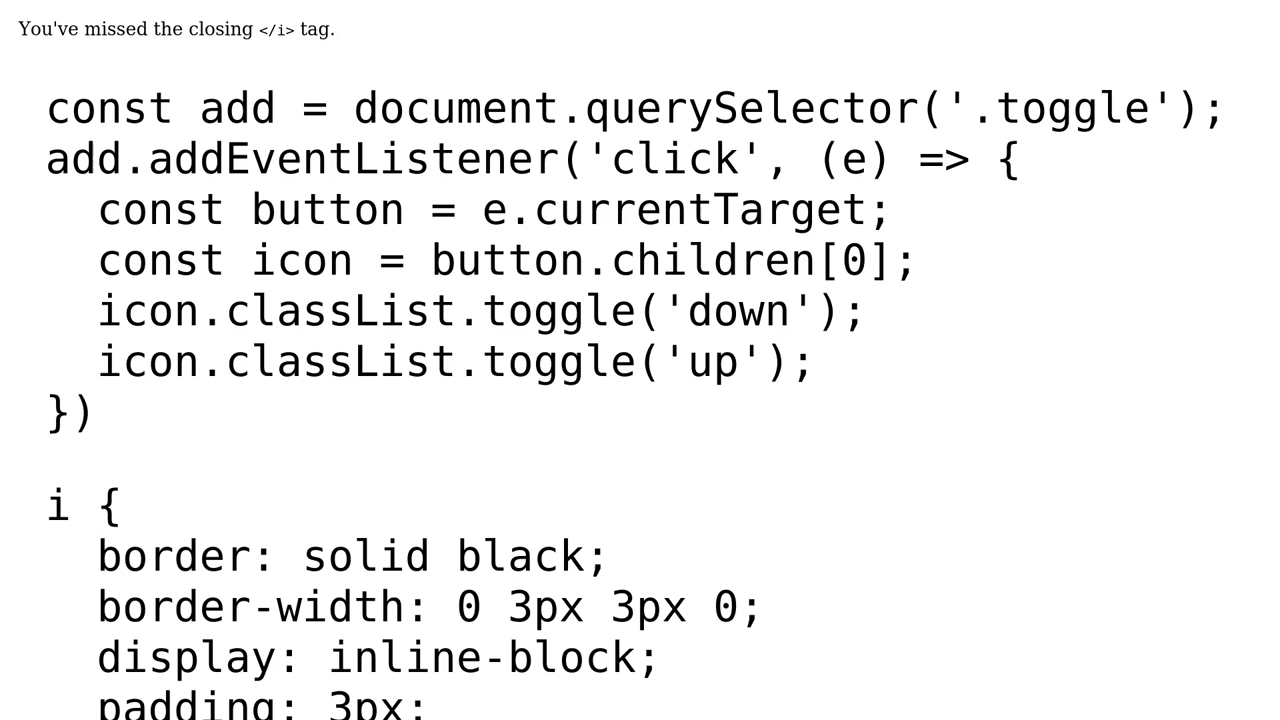 You've missed the closing </i> tag.
const add = document.querySelector('.toggle');
add.addEventListener('click', (e) => {
  const button = e.currentTarget;
  const icon = button.children[0];
  icon.classList.toggle('down');
  icon.classList.toggle('up');
})
i {
  border: solid black;
  border-width: 0 3px 3px 0;
  display: inline-block;
  padding: 3px;